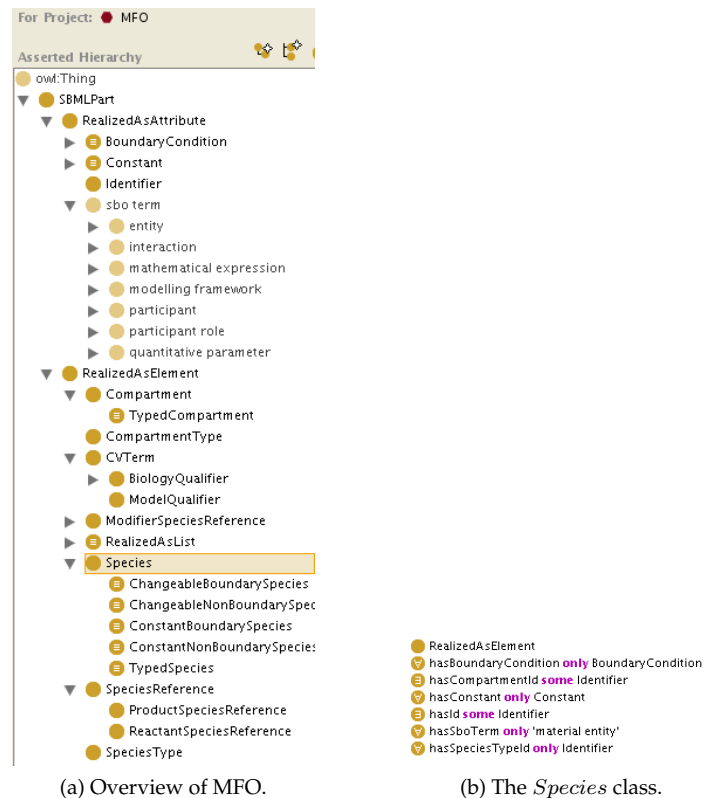 For Project: MFO
Asserted Hierarchy
owl:Thing
SBMLPart
RealizedAsAttribute
BoundaryCondition
Constant
Identifier
sbo term
entity
interaction
mathematical expression
modelling framework
participant
participant role
quantitative parameter
RealizedAsElement
Compartment
TypedCompartment
CompartmentType
CVTerm
BiologyQualifier
ModelQualifier
ModifierSpeciesReference
RealizedAsList
Species
ChangeableBoundarySpecies
ChangeableNonBoundarySpec
ConstantBoundarySpecies
ConstantNonBoundarySpecies
TypedSpecies
SpeciesReference
ProductSpeciesReference
ReactantSpeciesReference
SpeciesType
(a) Overview of MFO.
RealizedAsElement
∀ hasBoundaryCondition only BoundaryCondition
∃ hasCompartmentId some Identifier
∀ hasConstant only Constant
∃ hasId some Identifier
∀ hasSboTerm only 'material entity'
∀ hasSpeciesTypeId only Identifier
(b) The Species class.